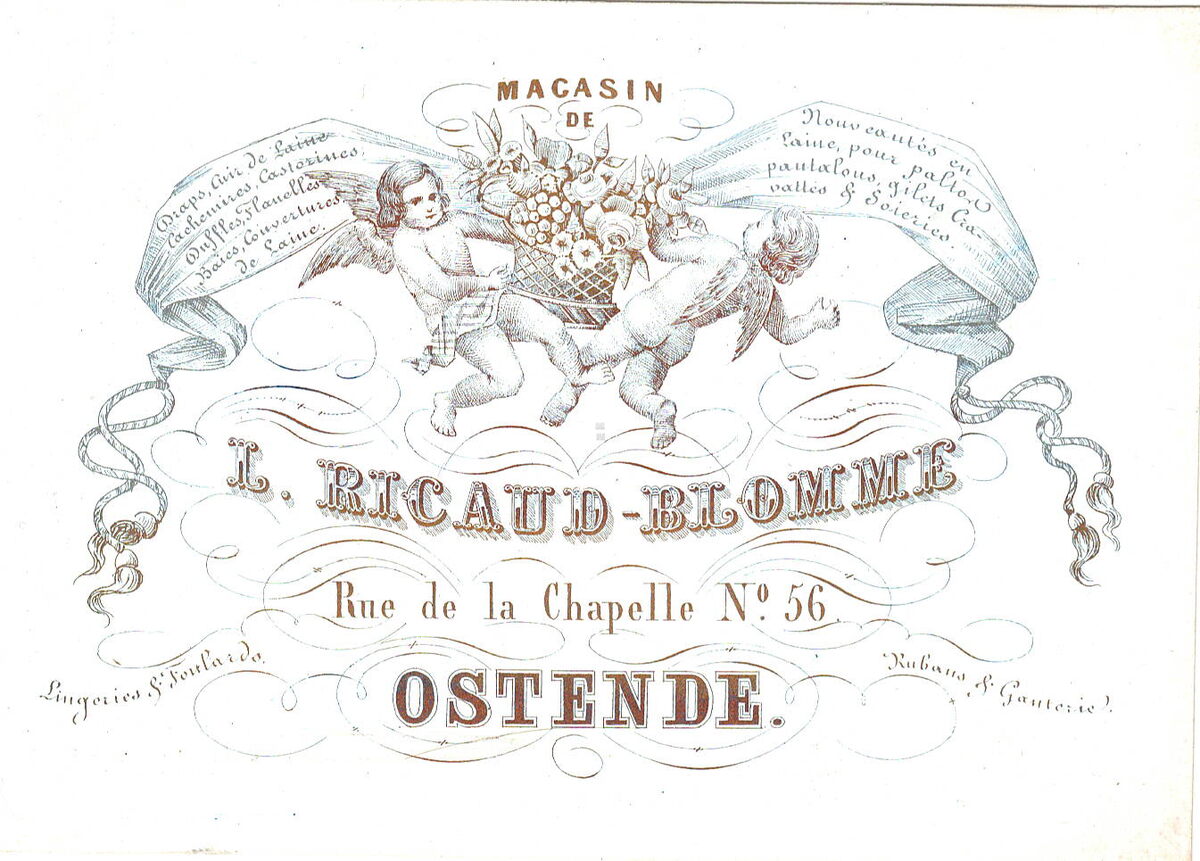 MAGASIN
DE
Draps, Cuir de Laine
Cachemires, Castorines,
Duffles, Flanelles
Baies, Couvertures
de Laine.
Nouveautés en
Laine, pour paltos
pantalons, gilets Cra-
vattes & Soieries.
L. RICAUD-BLOMME
Rue de la Chapelle Nº 56.
OSTENDE.
Lingeries & Foulards.
Rubans & Ganterie.